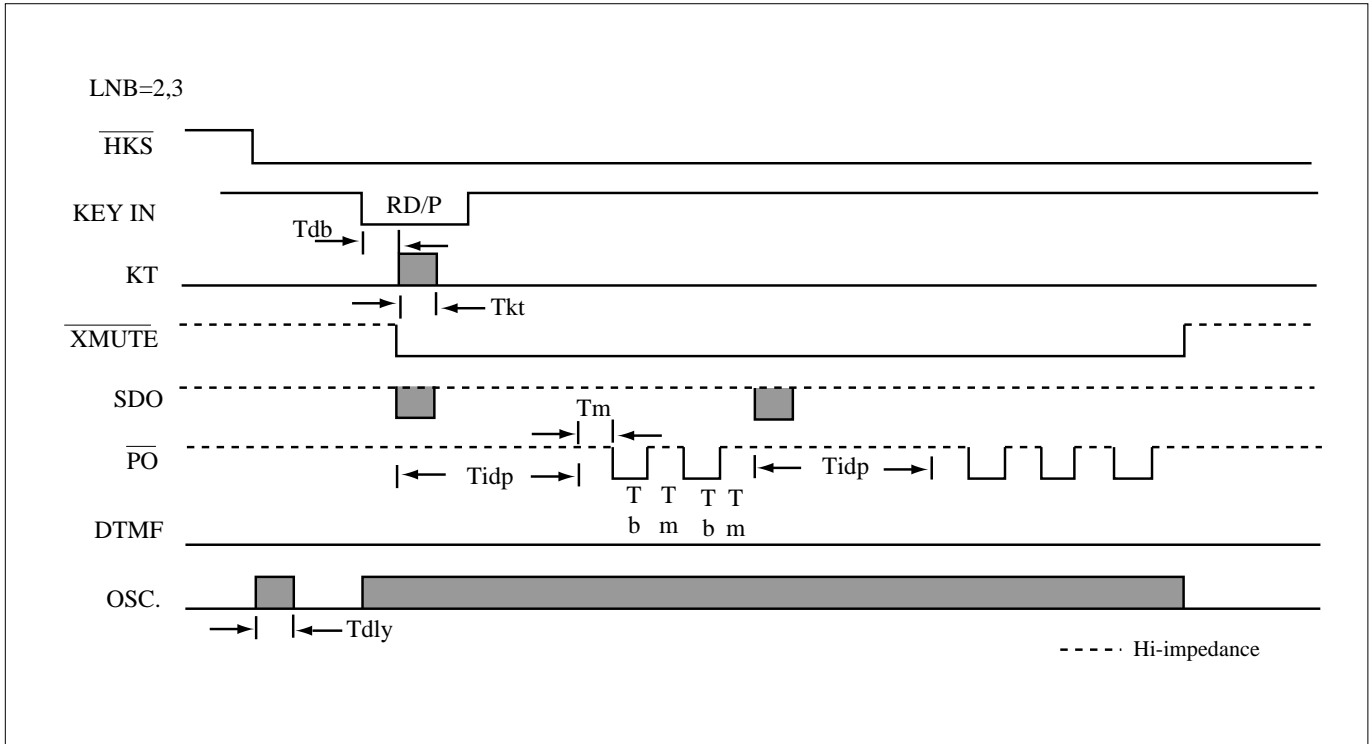 LNB=2,3
HKS
KEY IN
RD/P
Tdb
KT
Tkt
XMUTE
SDO
Tm
PO
Tidp
Tidp
T T T T
b m b m
DTMF
OSC.
Tdly
Hi-impedance